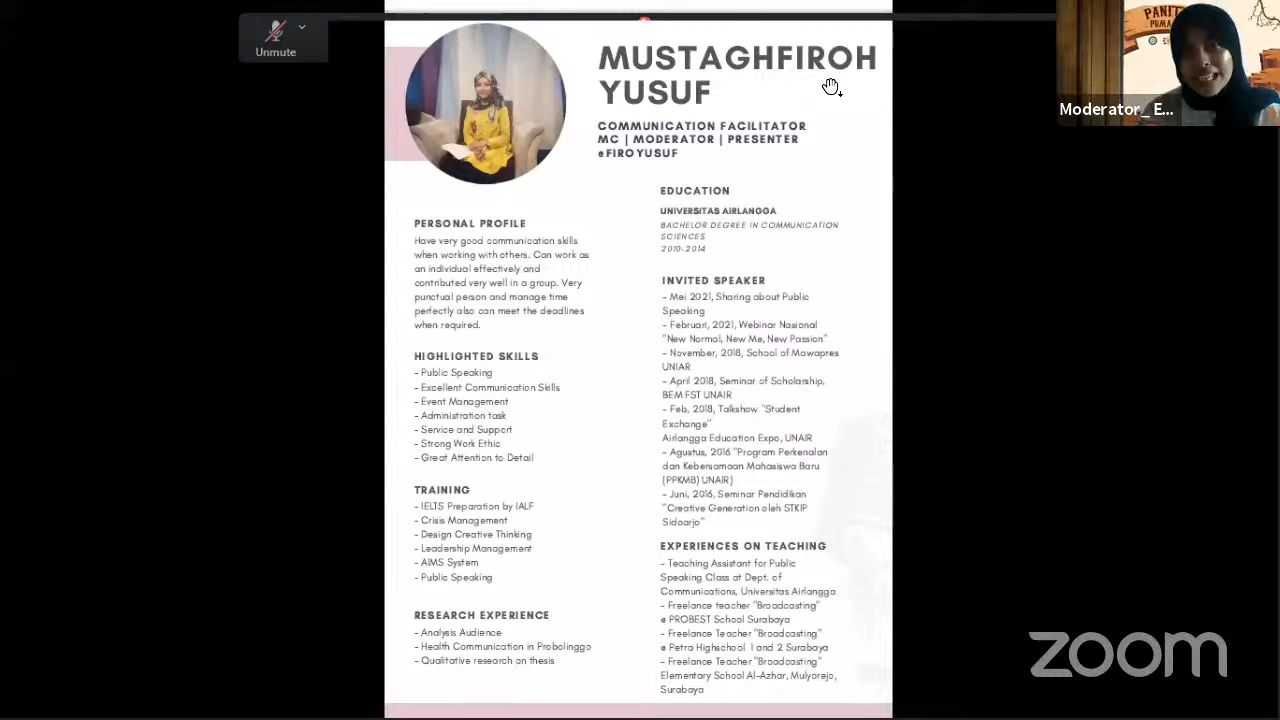 Unmute
MUSTAGHFIROH
YUSUF
COMMUNICATION FACILITATOR
MC | MODERATOR | PRESENTER
@FIROYUSUF
PERSONAL PROFILE
Have very good communication skills
when working with others. Can work as
an individual effectively and
contributed very well in a group. Very
punctual person and manage time
perfectly also can meet the deadlines
when required.
HIGHLIGHTED SKILLS
- Public Speaking
- Excellent Communication Skills
- Event Management
- Administration task
- Service and Support
- Strong Work Ethic
- Great Attention to Detail
TRAINING
- IELTS Preparation by IALF
- Crisis Management
- Design Creative Thinking
- Leadership Management
- AIMS System
- Public Speaking
RESEARCH EXPERIENCE
- Analysis Audience
- Health Communication in Probolinggo
- Qualitative research on thesis
EDUCATION
UNIVERSITAS AIRLANGGA
BACHELOR DEGREE IN COMMUNICATION
SCIENCES
2010-2014
INVITED SPEAKER
- Mei 2021, Sharing about Public
Speaking
- Februari, 2021, Webinar Nasional
"New Normal, New Me, New Passion"
- November, 2018, School of Mawapres
UNIAR
- April 2018, Seminar of Scholarship,
BEM FST UNAIR
- Feb, 2018, Talkshow "Student
Exchange"
Airlangga Education Expo, UNAIR
- Agustus, 2016 "Program Perkenalan
dan Kebersamaan Mahasiswa Baru
(PPKMB) UNAIR)
- Juni, 2016, Seminar Pendidikan
"Creative Generation oleh STKIP
Sidoarjo"
EXPERIENCES ON TEACHING
- Teaching Assistant for Public
Speaking Class at Dept. of
Communications, Universitas Airlangga
- Freelance teacher "Broadcasting"
@ PROBEST School Surabaya
- Freelance Teacher "Broadcasting"
@ Petra Highschool 1 and 2 Surabaya
- Freelance Teacher "Broadcasting"
Elementary School Al-Azhar, Mulyorejo,
Surabaya
PANIT
PUMA
Moderator_ E...
zoom